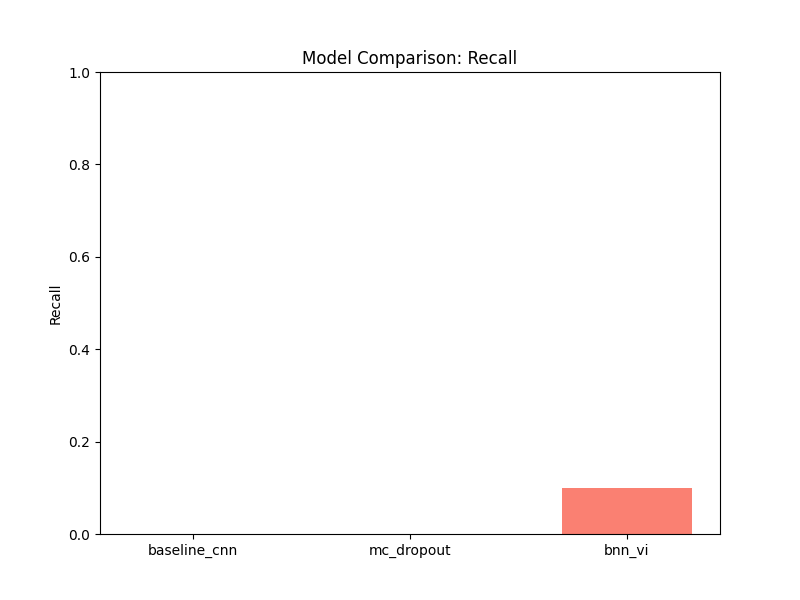 Model Comparison: Recall
1.0
0.8
0.6
0.4
0.2
0.0
Recall
baseline_cnn
mc_dropout
bnn_vi